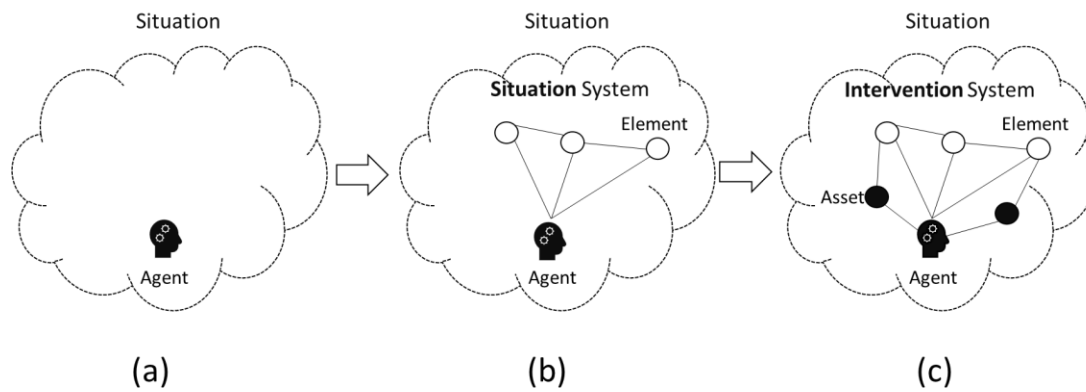 Situation
Agent
(a)
Situation
Situation System
Element
Agent
(b)
Situation
Intervention System
Element
Asset
Agent
(c)